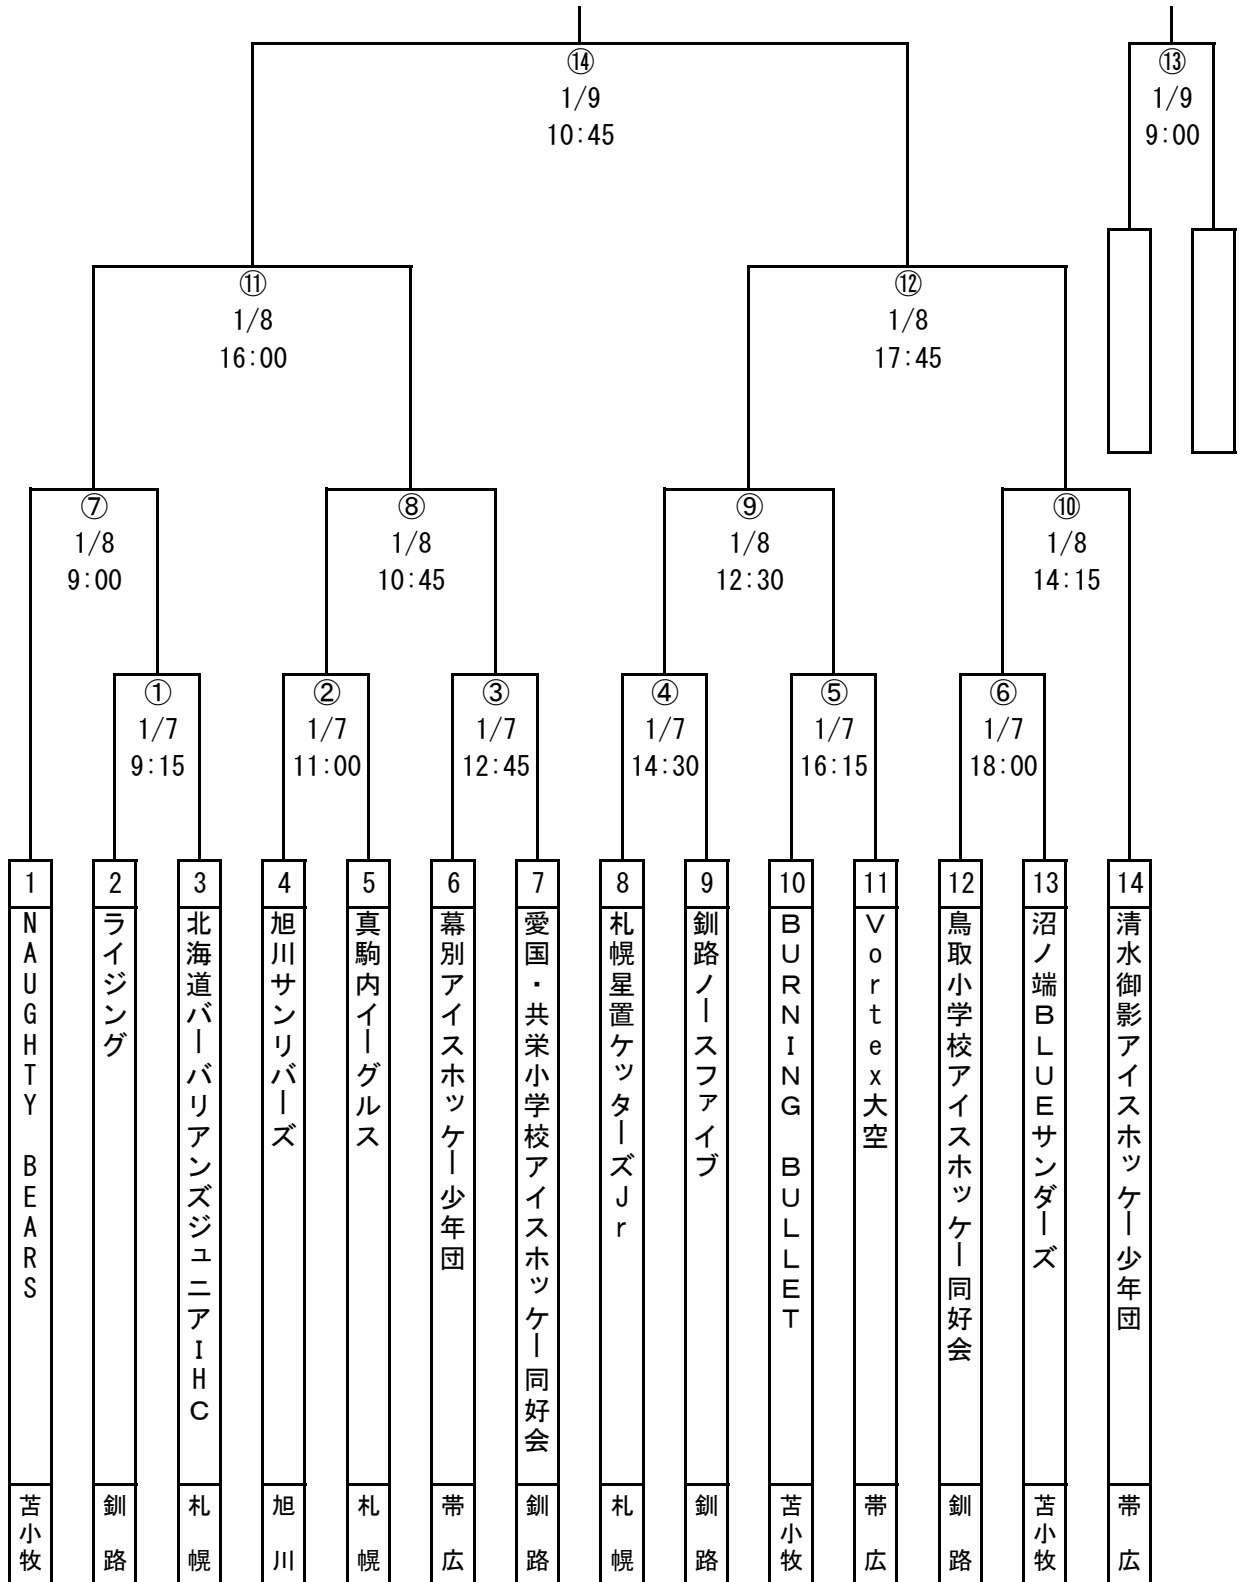 ⑭
1/9
10:45
⑬
1/9
9:00
⑪
1/8
16:00
⑫
1/8
17:45
⑦
1/8
9:00
⑧
1/8
10:45
⑨
1/8
12:30
⑩
1/8
14:15
①
1/7
9:15
②
1/7
11:00
③
1/7
12:45
④
1/7
14:30
⑤
1/7
16:15
⑥
1/7
18:00
1
NAUGHTY BEARS
苫小牧
2
ライジング
釧路
3
北海道バーバリアンズジュニアIHC
札幌
4
旭川サンリバーズ
旭川
5
真駒内イーグルス
札幌
6
幕別アイスホッケー少年団
帯広
7
愛国・共栄小学校アイスホッケー同好会
釧路
8
札幌星置ケッターズJr
札幌
9
釧路ノースファイブ
釧路
10
BURNING BULLET
苫小牧
11
Vortex大空
帯広
12
鳥取小学校アイスホッケー同好会
釧路
13
沼ノ端BLUEサンダーズ
苫小牧
14
清水御影アイスホッケー少年団
帯広